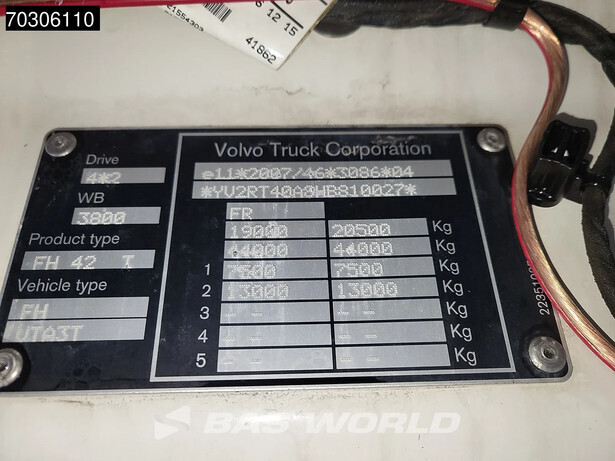 70306110
6 12 15
41862
Drive
4*2
WB
3800
Product type
FH 42 T
Vehicle type
FH
VTA3T
Volvo Truck Corporation
e11*2007/46*3086*04
*YV2RT40A9HB810027*
FR
19000 20500 Kg
44000 44000 Kg
1 7500 7500 Kg
2 13000 13000 Kg
3 -- -- Kg
4 -- -- Kg
5 -- -- Kg
BAS WORLD